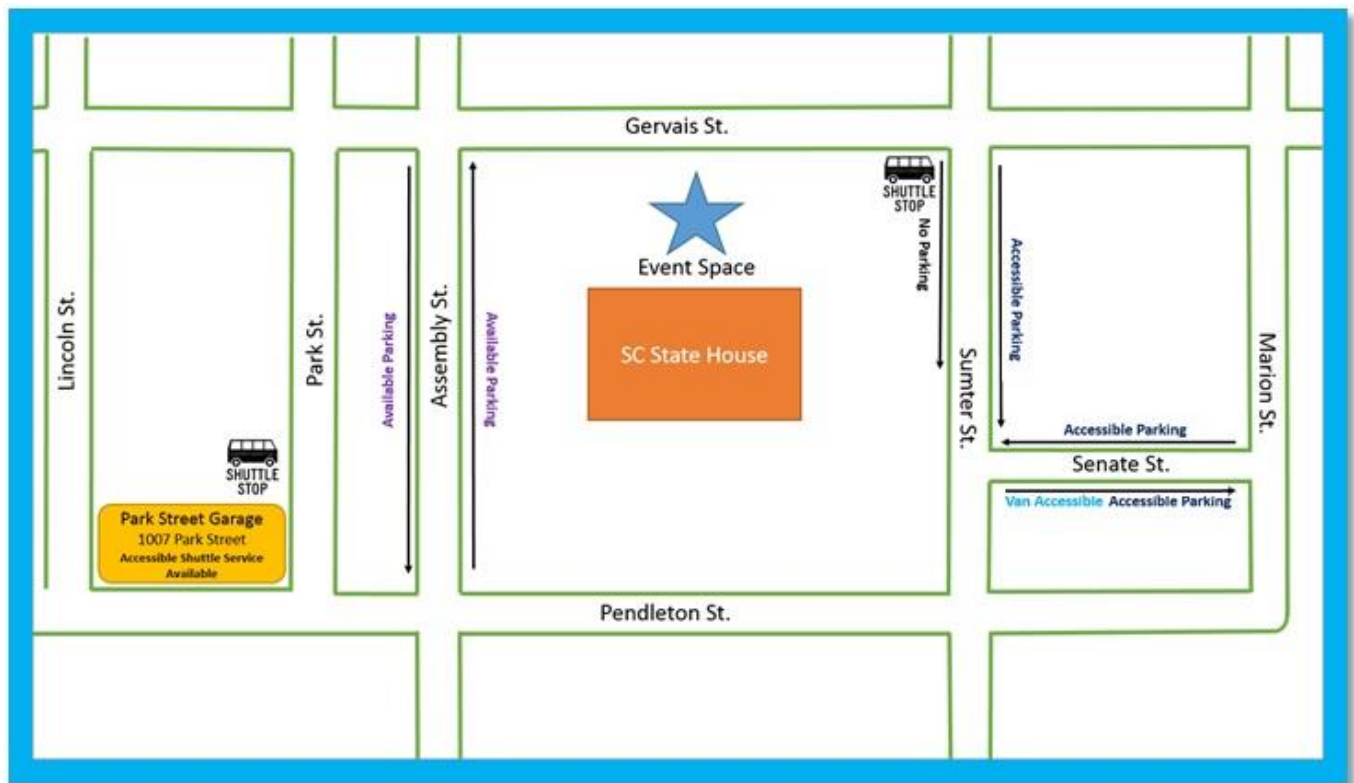 Gervais St.
SHUTTLE
STOP
No Parking
Event Space
Accessible Parking
Lincoln St.
Park St.
Available Parking
Assembly St.
Available Parking
SC State House
Sumter St.
Marion St.
Accessible Parking
SHUTTLE
STOP
Senate St.
Van Accessible Accessible Parking
Park Street Garage
1007 Park Street
Accessible Shuttle Service
Available
Pendleton St.